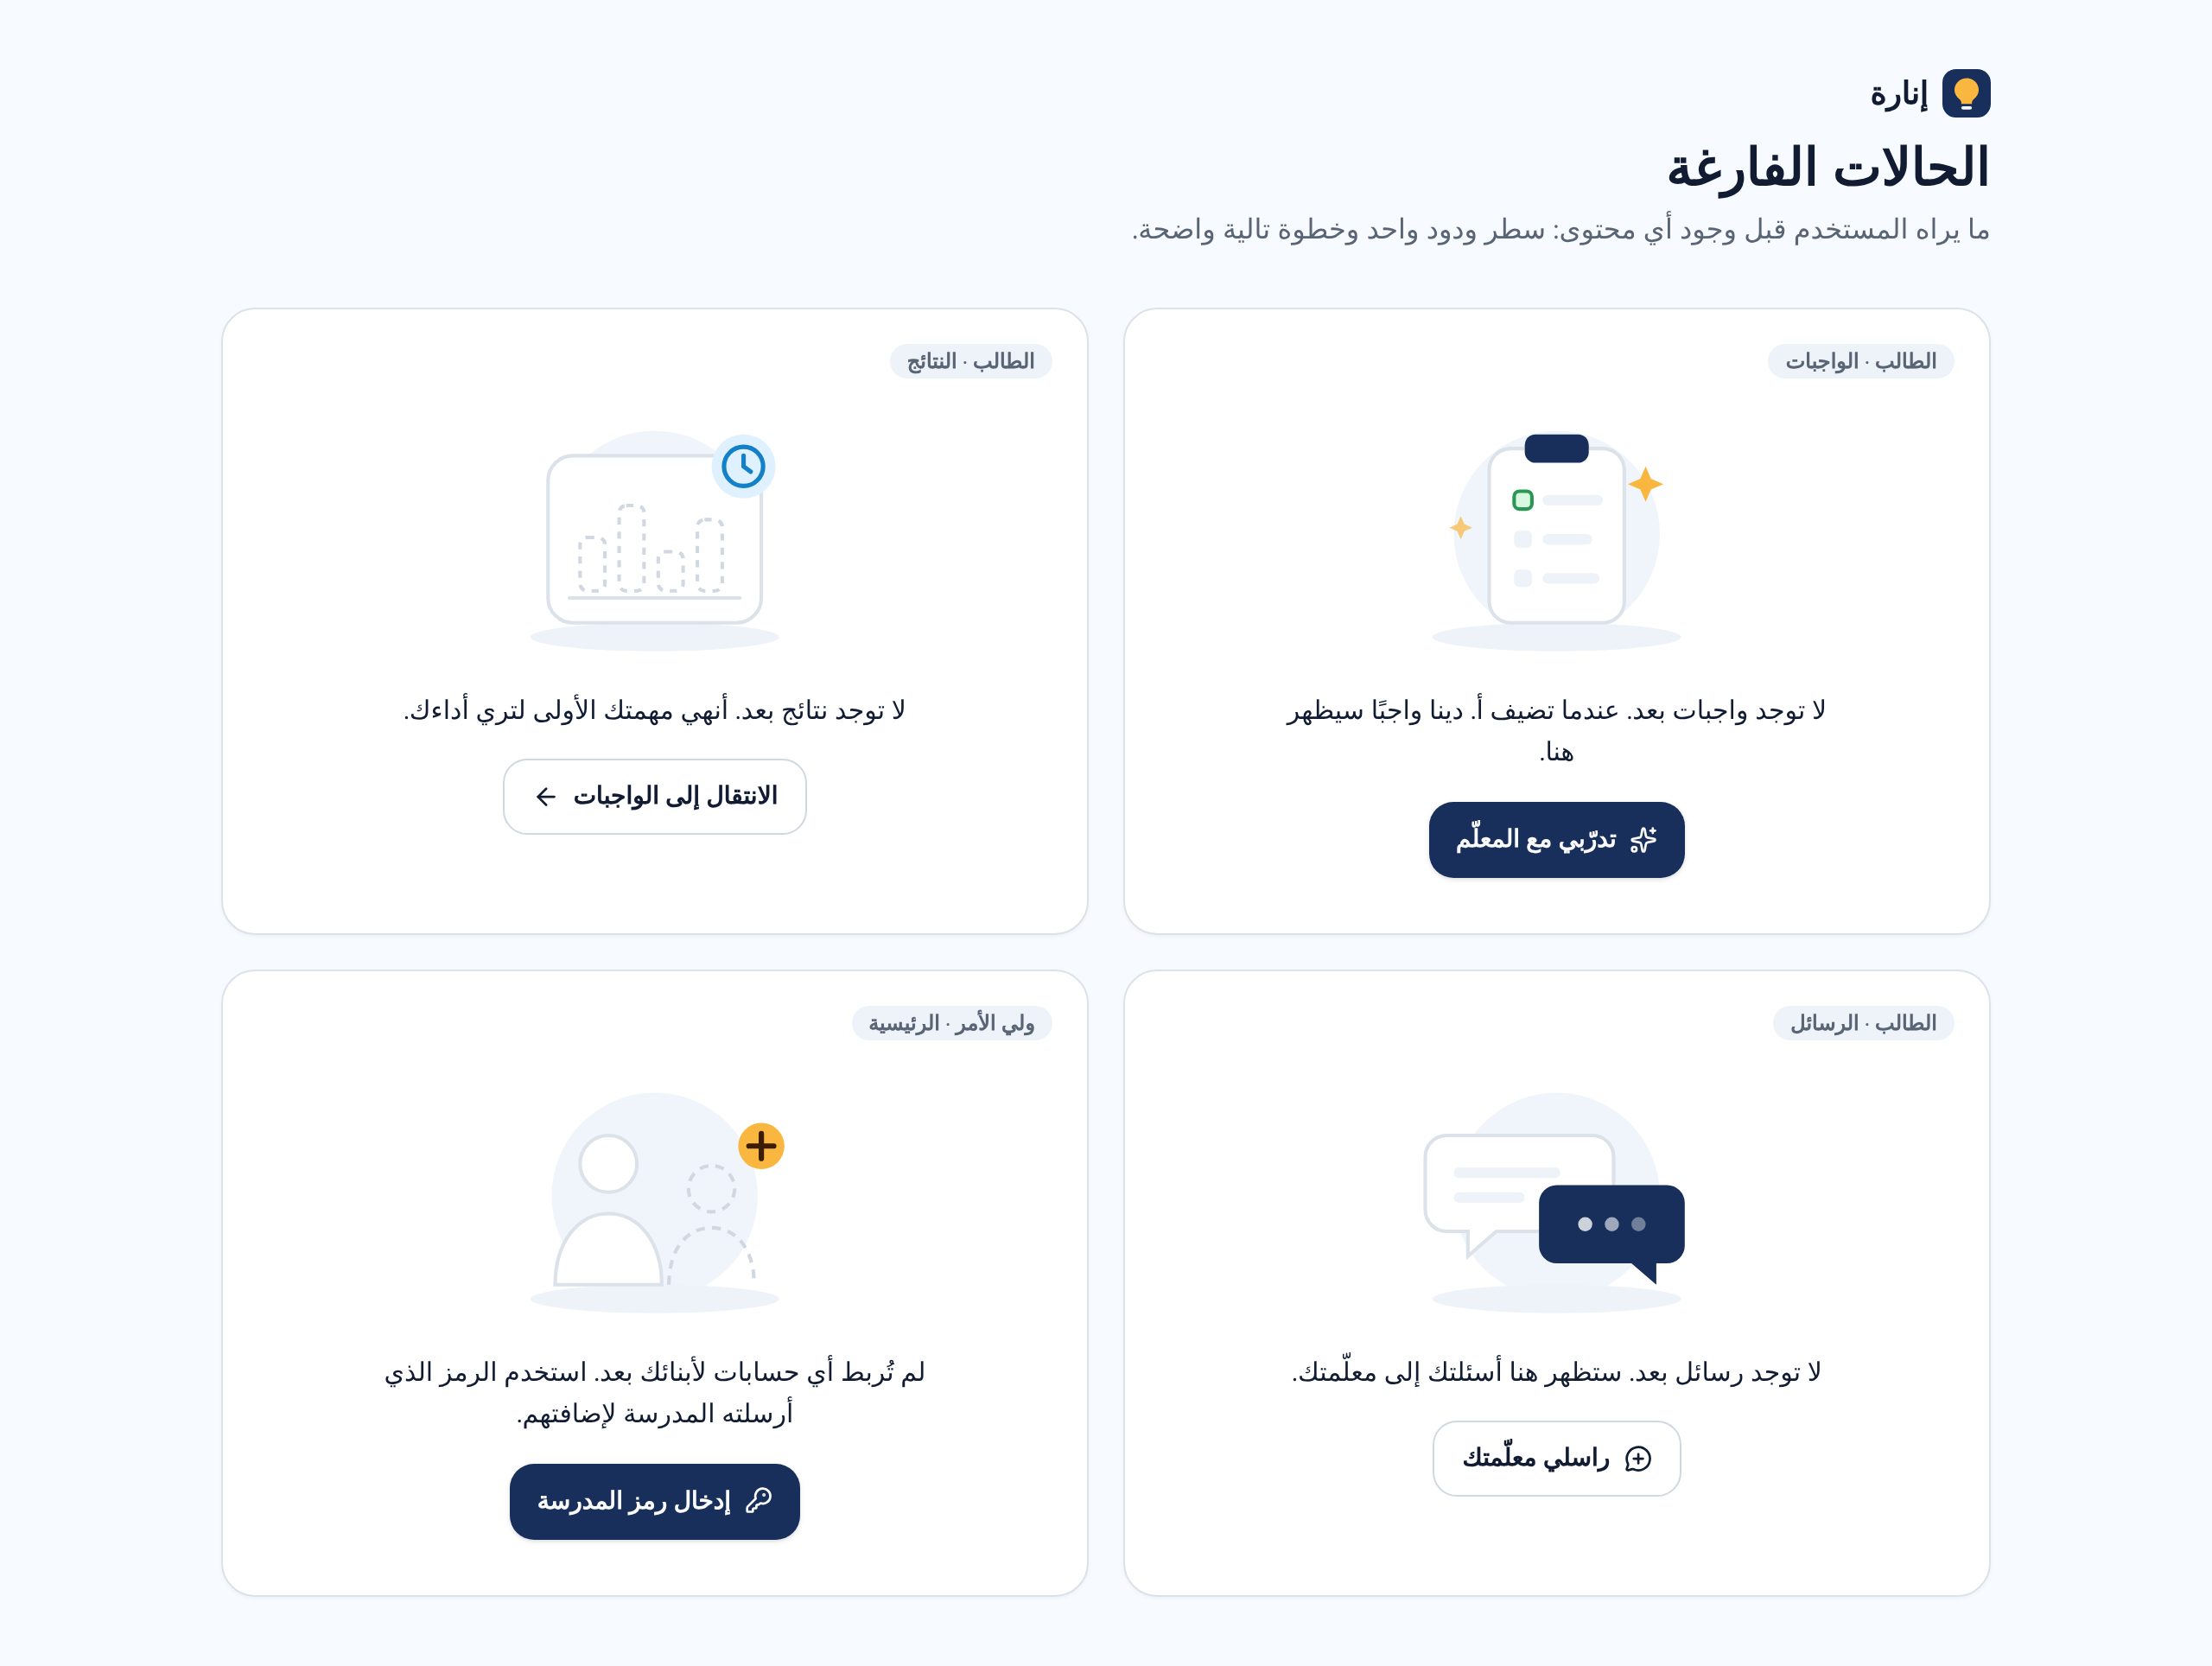 إنارة
الحالات الفارغة
ما يراه المستخدم قبل وجود أي محتوى: سطر ودود واحد وخطوة تالية واضحة.
الطالب · الواجبات
لا توجد واجبات بعد. عندما تضيف أ. دينا واجبًا سيظهر
هنا.
تدرّبي مع المعلّم
الطالب · النتائج
لا توجد نتائج بعد. أنهي مهمتك الأولى لتري أداءك.
الانتقال إلى الواجبات
الطالب · الرسائل
لا توجد رسائل بعد. ستظهر هنا أسئلتك إلى معلّمتك.
راسلي معلّمتك
ولي الأمر · الرئيسية
لم تُربط أي حسابات لأبنائك بعد. استخدم الرمز الذي
أرسلته المدرسة لإضافتهم.
إدخال رمز المدرسة